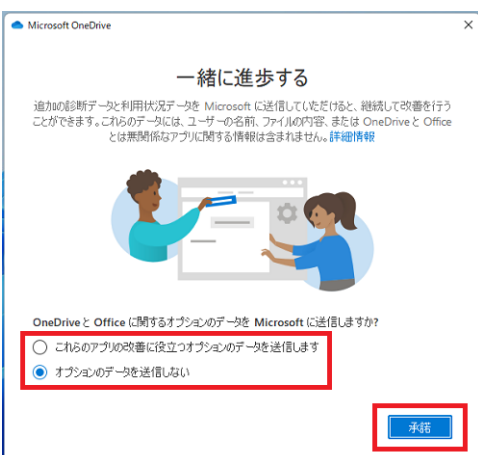 Microsoft OneDrive
一緒に進歩する
追加の診断データと利用状況データを Microsoft に送信していただけると、継続して改善を行う
ことができます。これらのデータには、ユーザーの名前、ファイルの内容、または OneDrive と Office
とは無関係なアプリに関する情報は含まれません。詳細情報
OneDrive と Office に関するオプションのデータを Microsoft に送信しますか?
これらのアプリの改善に役立つオプションのデータを送信します
オプションのデータを送信しない
承諾